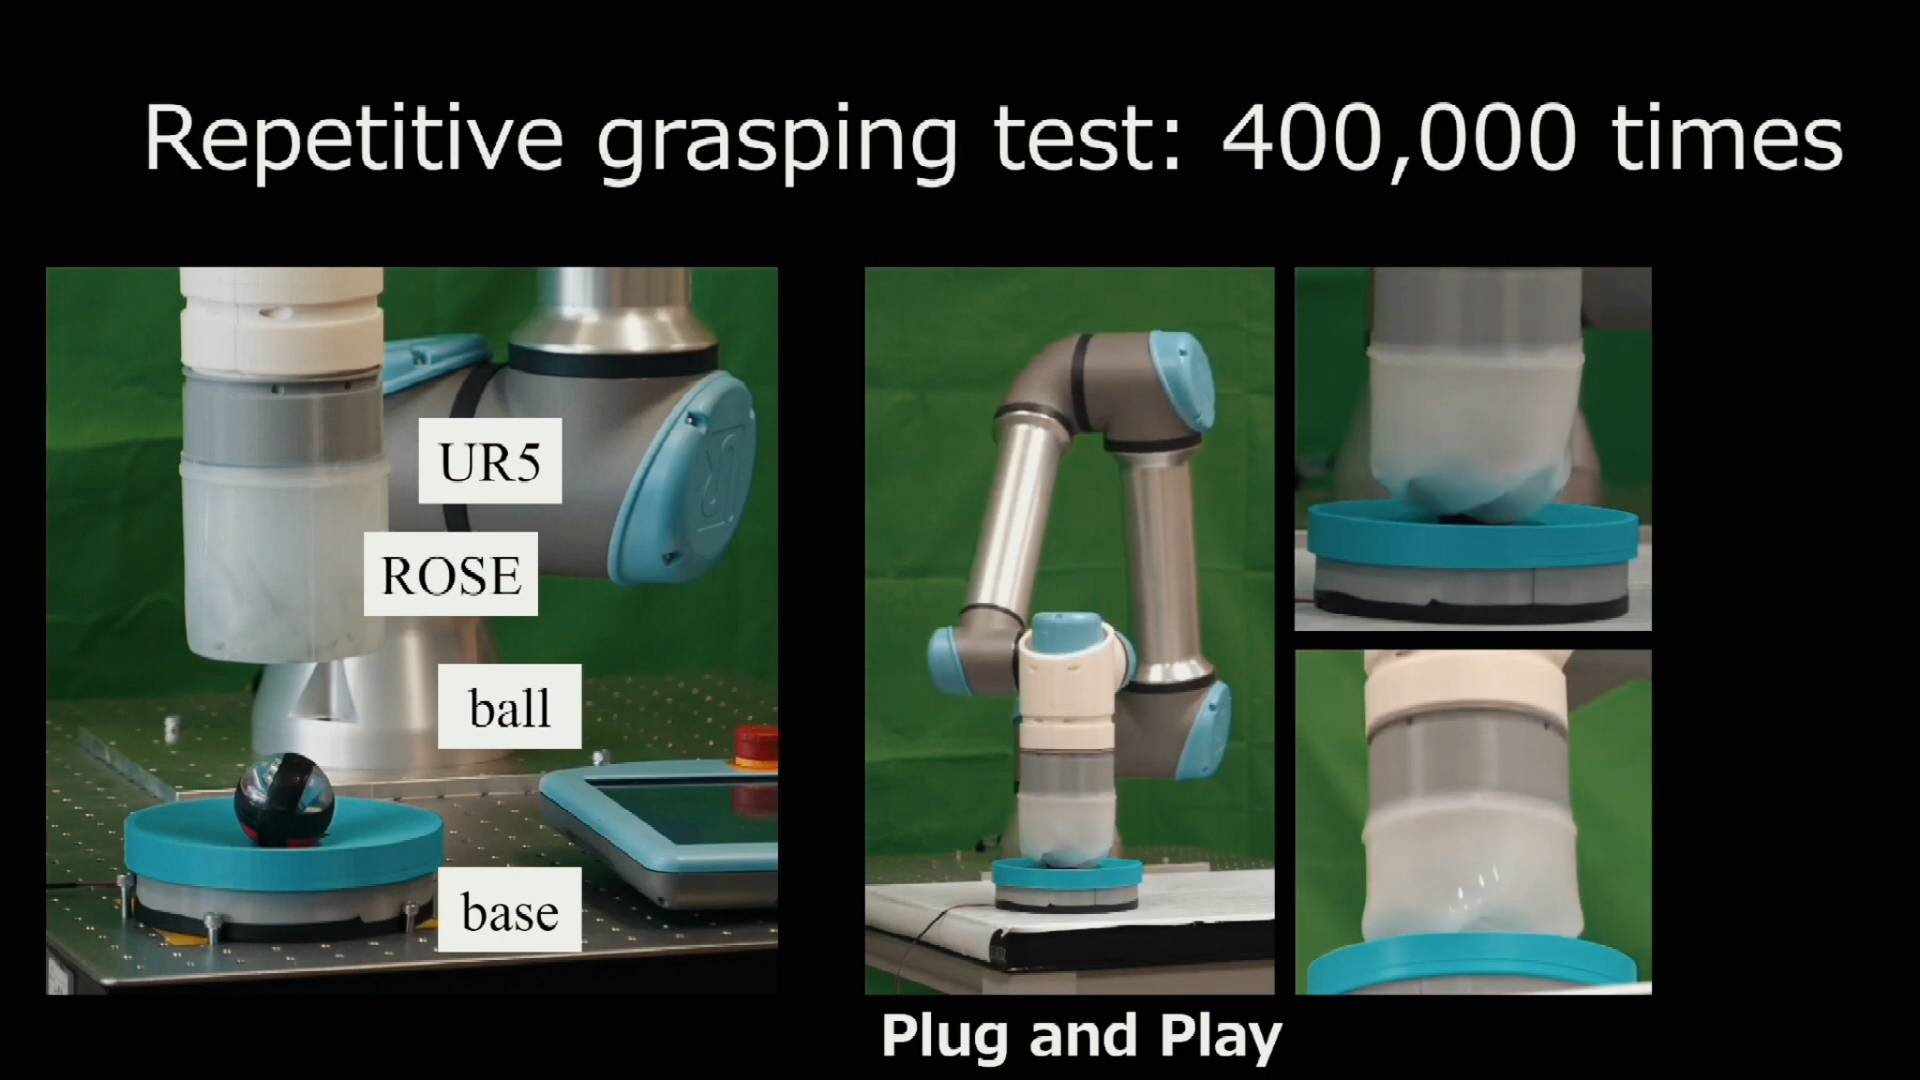 Repetitive grasping test: 400,000 times
UR5
ROSE
ball
base
Plug and Play